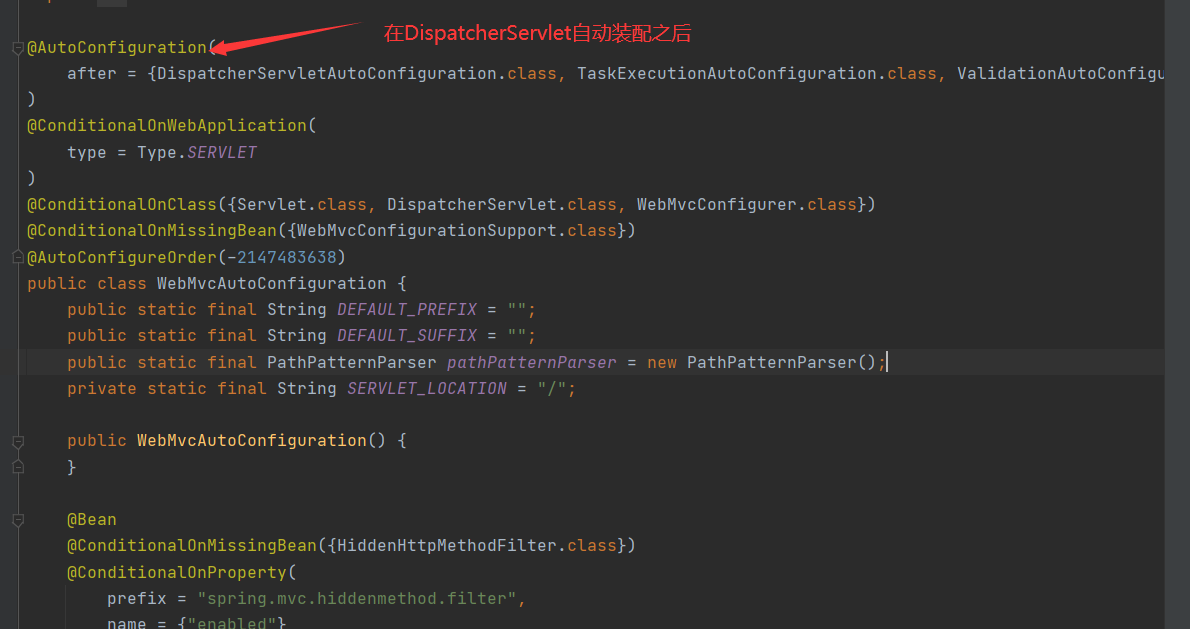 在DispatcherServlet自动装配之后
@AutoConfiguration(
after = {DispatcherServletAutoConfiguration.class, TaskExecutionAutoConfiguration.class, ValidationAutoConfigu
)
@ConditionalOnWebApplication(
type = Type.SERVLET
)
@ConditionalOnClass({Servlet.class, DispatcherServlet.class, WebMvcConfigurer.class})
@ConditionalOnMissingBean({WebMvcConfigurationSupport.class})
@AutoConfigureOrder(-2147483638)
public class WebMvcAutoConfiguration {
public static final String DEFAULT_PREFIX = "";
public static final String DEFAULT_SUFFIX = "";
public static final PathPatternParser pathPatternParser = new PathPatternParser();
private static final String SERVLET_LOCATION = "/";
public WebMvcAutoConfiguration() {
}
@Bean
@ConditionalOnMissingBean({HiddenHttpMethodFilter.class})
@ConditionalOnProperty(
prefix = "spring.mvc.hiddenmethod.filter",
name = {"enabled"}